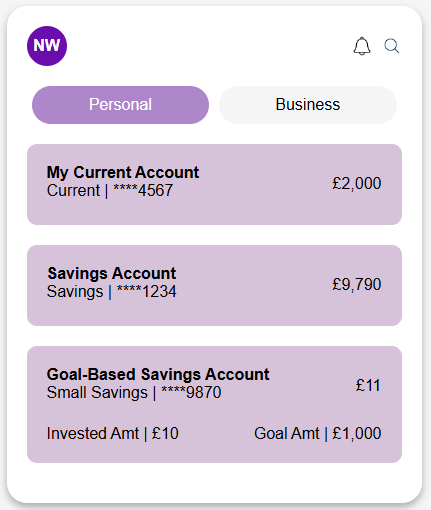 NW
Personal
Business
My Current Account
Current | ****4567
£2,000
Savings Account
Savings | ****1234
£9,790
Goal-Based Savings Account
Small Savings | ****9870
£11
Invested Amt | £10
Goal Amt | £1,000